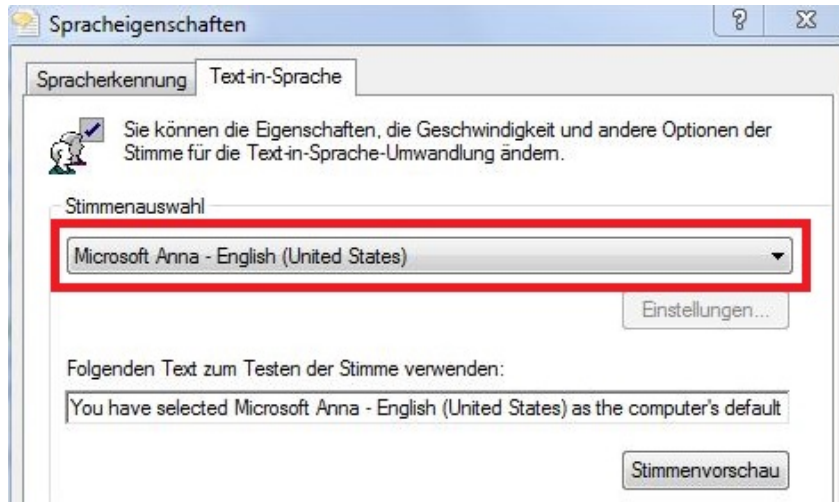 Spracheigenschaften
Spracherkennung
Text-in-Sprache
Sie können die Eigenschaften, die Geschwindigkeit und andere Optionen der
Stimme für die Text-in-Sprache-Umwandlung ändern.
Stimmenauswahl
Microsoft Anna - English (United States)
Einstellungen...
Folgenden Text zum Testen der Stimme verwenden:
You have selected Microsoft Anna - English (United States) as the computer's default
Stimmenvorschau